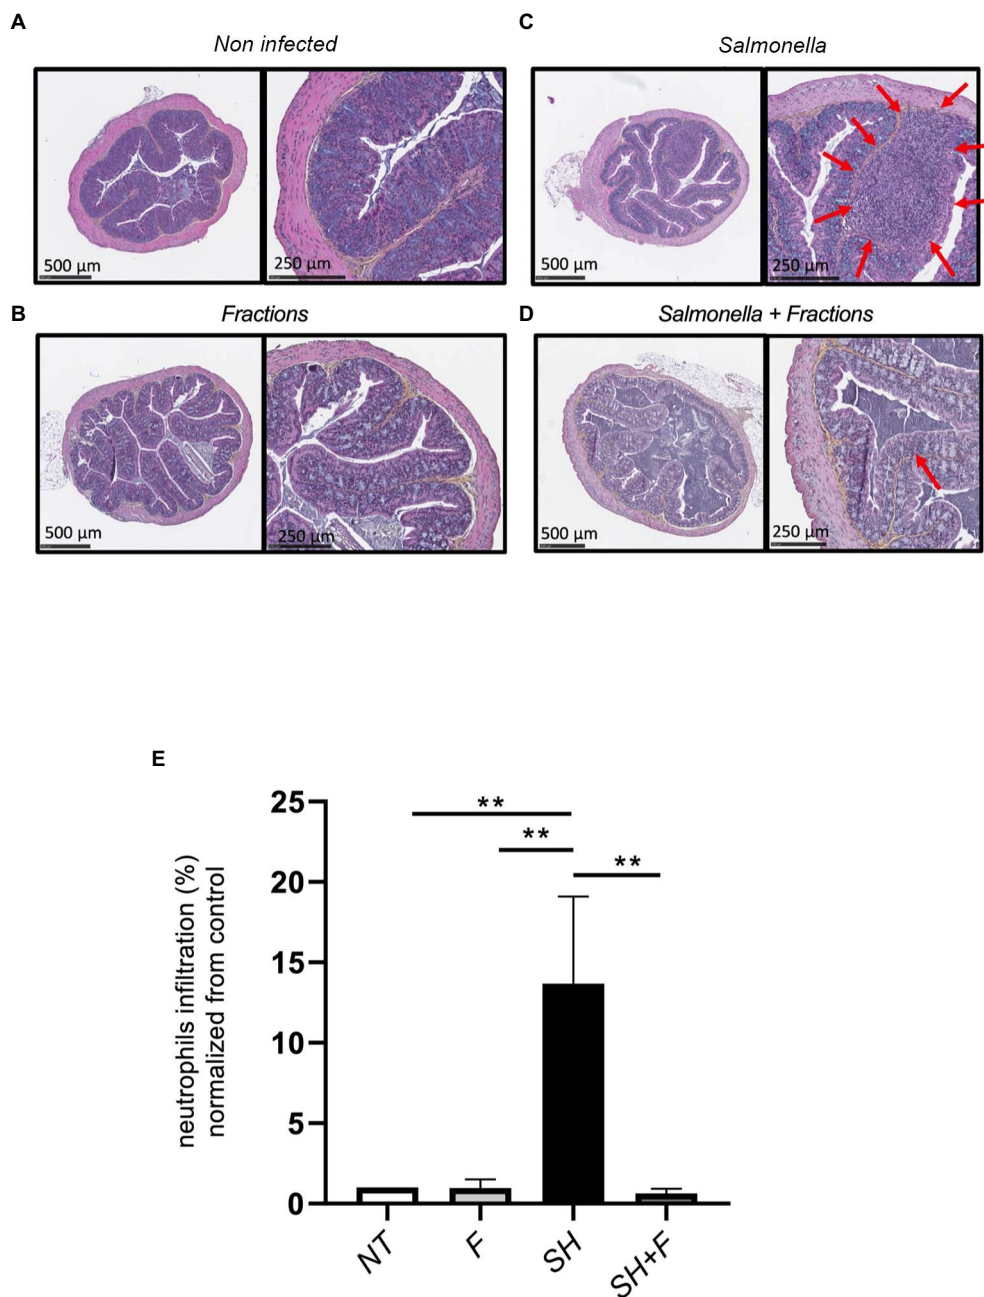 A
Non infected
500 µm
250 µm
C
Salmonella
500 µm
250 µm
B
Fractions
500 µm
250 µm
D
Salmonella + Fractions
500 µm
250 µm
E
neutrophils infiltration (%)
normalized from control
25
20
15
10
5
0
**
**
**
NT
F
SH
SH+F